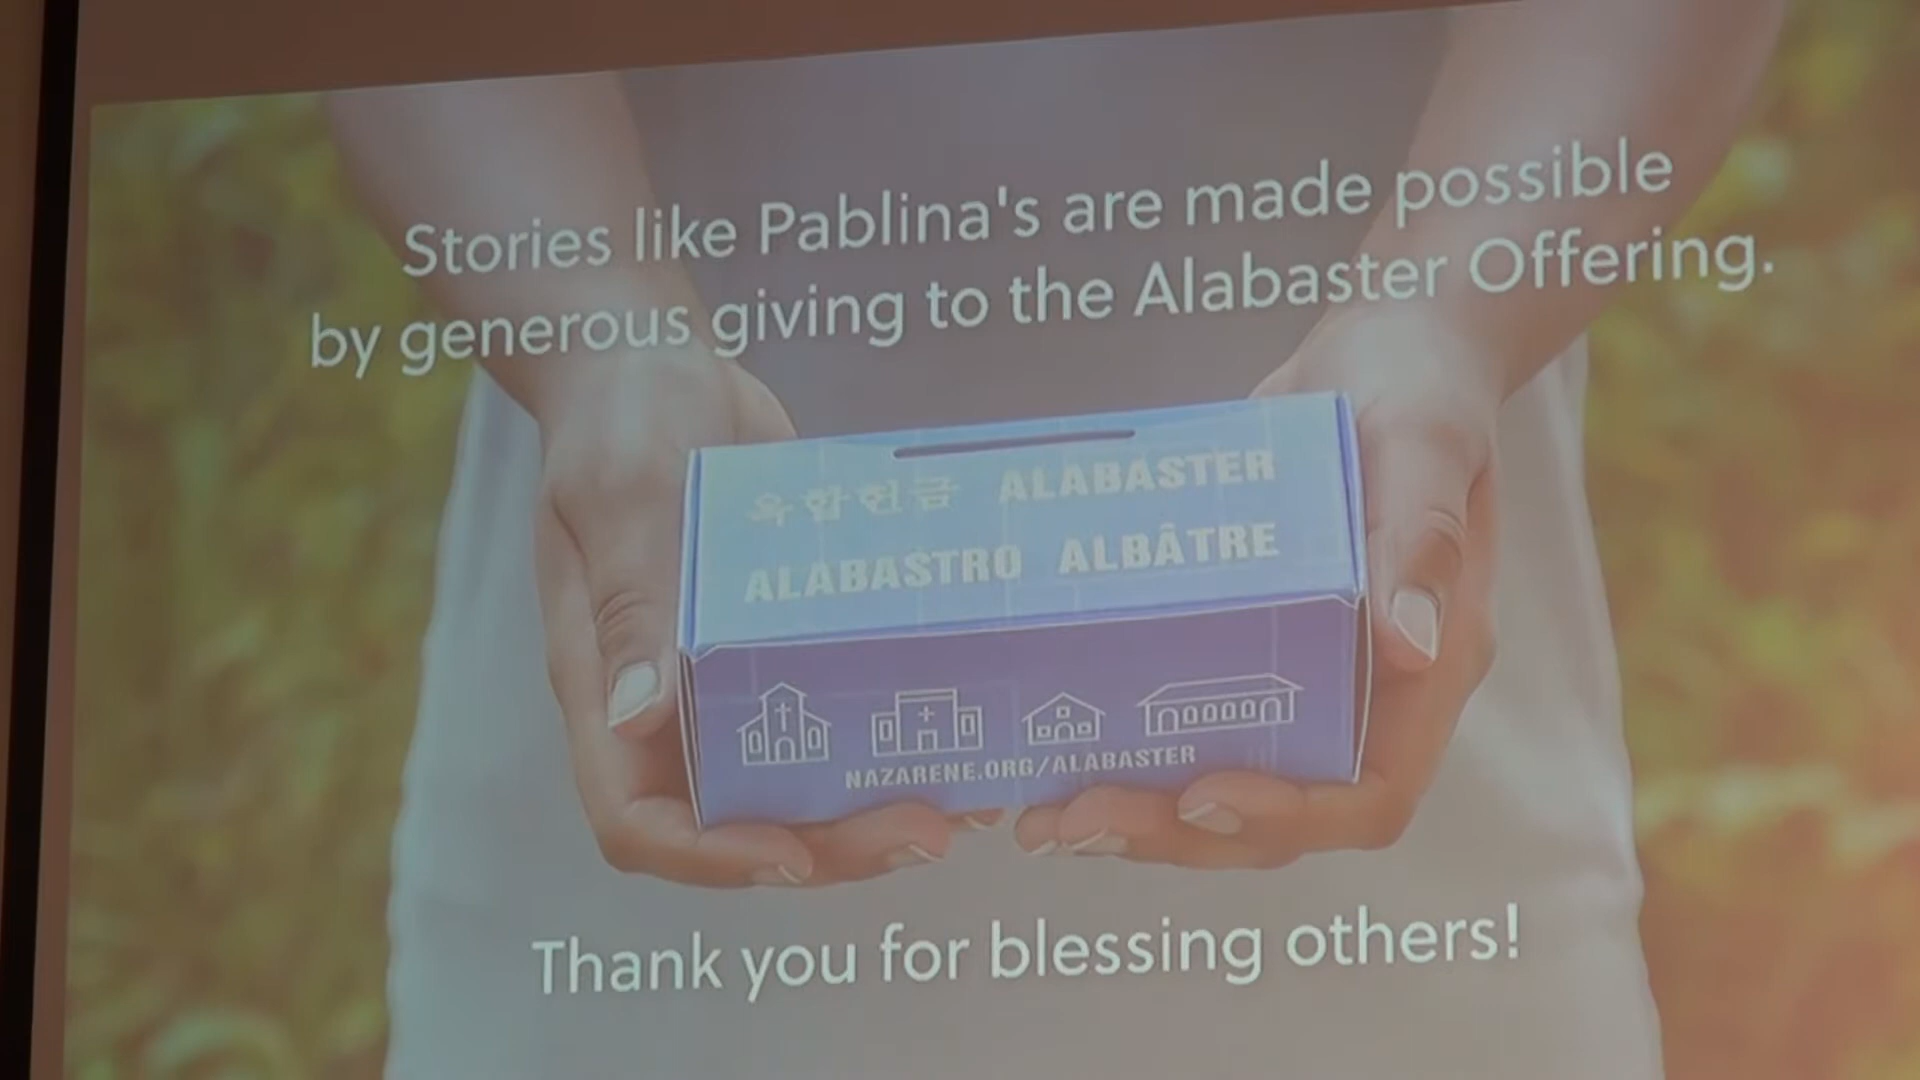 Stories like Pablina's are made possible
by generous giving to the Alabaster Offering.
옥합헌금 ALABASTER
ALABASTRO ALBÂTRE
NAZARENE.ORG/ALABASTER
Thank you for blessing others!